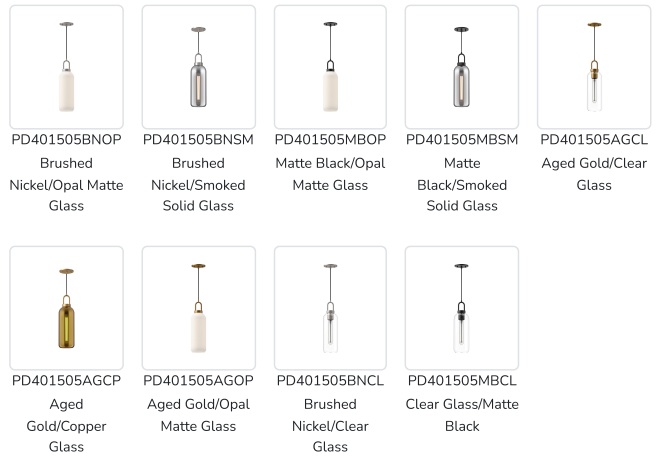 PD401505BNOP
Brushed
Nickel/Opal Matte
Glass
PD401505BNSM
Brushed
Nickel/Smoked
Solid Glass
PD401505MBOP
Matte Black/Opal
Matte Glass
PD401505MBSM
Matte
Black/Smoked
Solid Glass
PD401505AGCL
Aged Gold/Clear
Glass
PD401505AGCP
Aged
Gold/Copper
Glass
PD401505AGOP
Aged Gold/Opal
Matte Glass
PD401505BNCL
Brushed
Nickel/Clear
Glass
PD401505MBCL
Clear Glass/Matte
Black